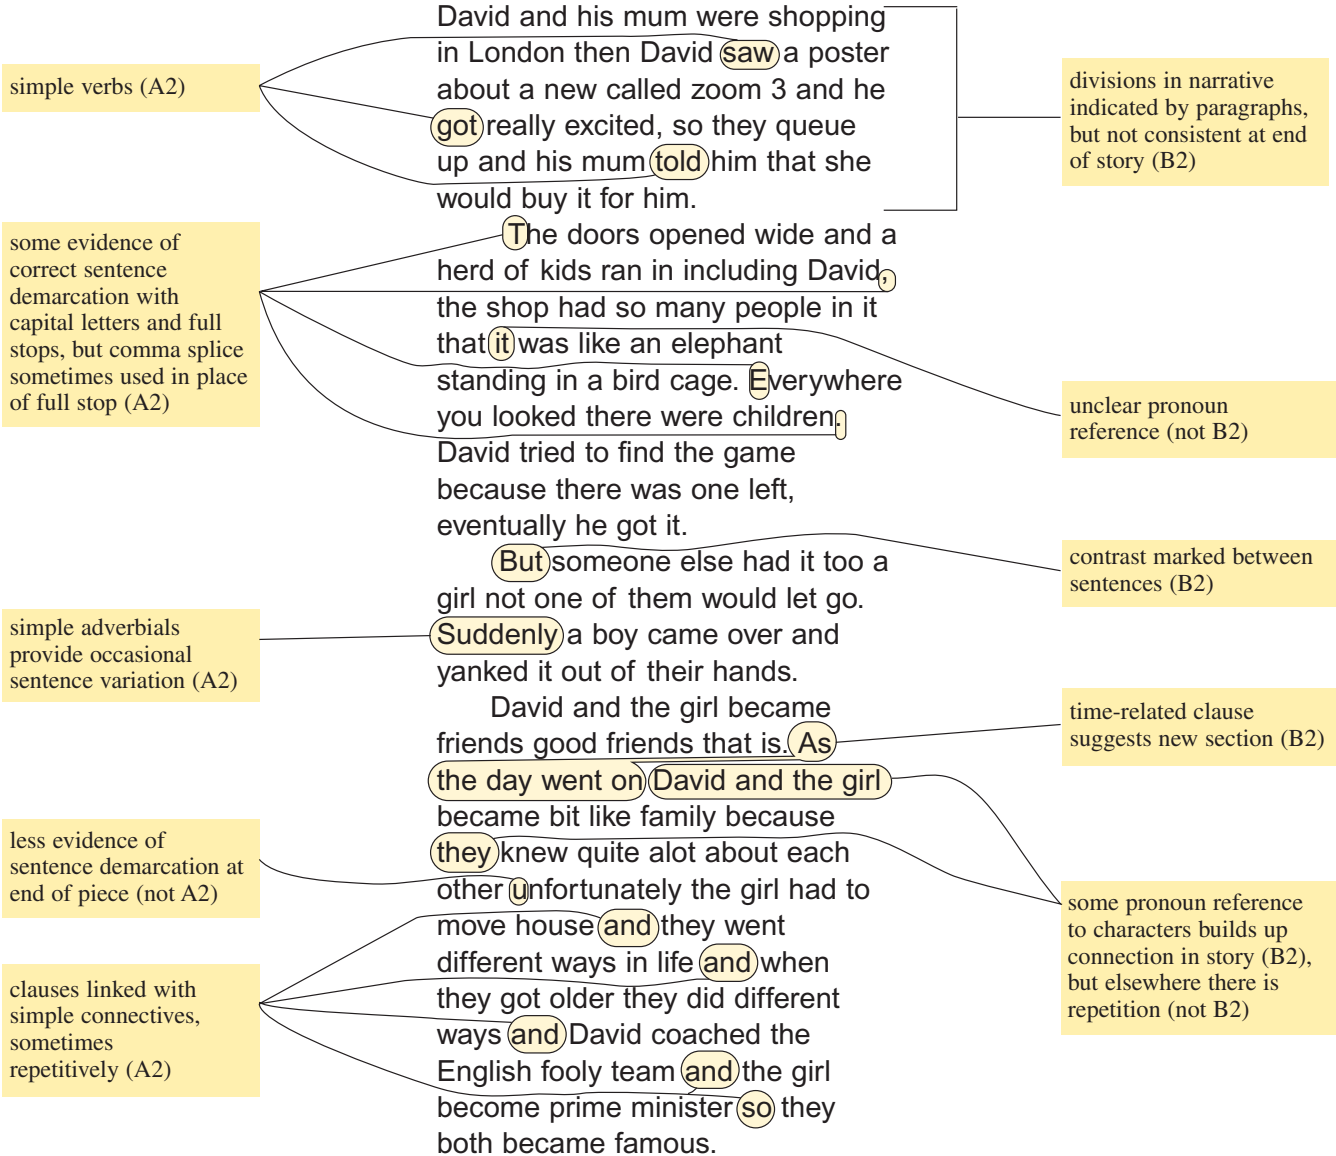 David and his mum were shopping
in London then David saw a poster
about a new called zoom 3 and he
got really excited, so they queue
up and his mum told him that she
would buy it for him.
The doors opened wide and a
herd of kids ran in including David,
the shop had so many people in it
that it was like an elephant
standing in a bird cage. Everywhere
you looked there were children.
David tried to find the game
because there was one left,
eventually he got it.
But someone else had it too a
girl not one of them would let go.
Suddenly a boy came over and
yanked it out of their hands.
David and the girl became
friends good friends that is. As
the day went on David and the girl
became bit like family because
they knew quite alot about each
other unfortunately the girl had to
move house and they went
different ways in life and when
they got older they did different
ways and David coached the
English fooly team and the girl
become prime minister so they
both became famous.
simple verbs (A2)
some evidence of
correct sentence
demarcation with
capital letters and full
stops, but comma splice
sometimes used in place
of full stop (A2)
simple adverbials
provide occasional
sentence variation (A2)
less evidence of
sentence demarcation at
end of piece (not A2)
clauses linked with
simple connectives,
sometimes
repetitively (A2)
divisions in narrative
indicated by paragraphs,
but not consistent at end
of story (B2)
unclear pronoun
reference (not B2)
contrast marked between
sentences (B2)
time-related clause
suggests new section (B2)
some pronoun reference
to characters builds up
connection in story (B2),
but elsewhere there is
repetition (not B2)